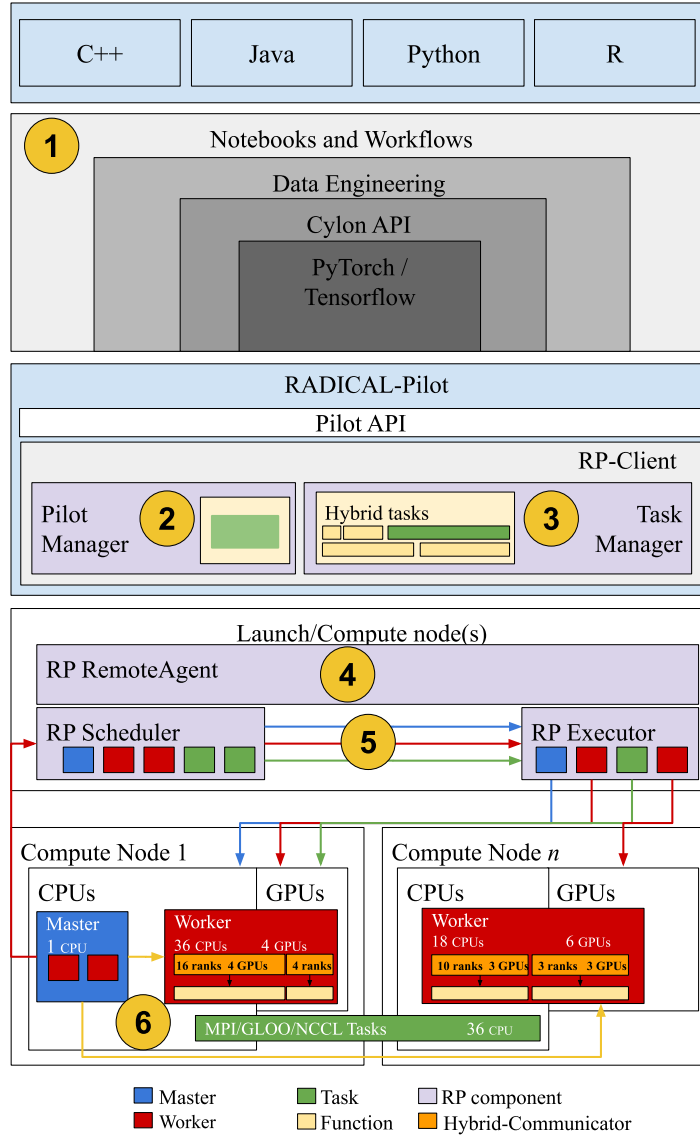 C++
Java
Python
R
1
Notebooks and Workflows
Data Engineering
Cylon API
PyTorch /
Tensorflow
RADICAL-Pilot
Pilot API
RP-Client
Pilot
Manager
2
Hybrid tasks
3
Task
Manager
Launch/Compute node(s)
RP RemoteAgent
4
RP Scheduler
5
RP Executor
Compute Node 1
CPUs
GPUs
Master
1 CPU
Worker
36 CPUs
4 GPUs
16 ranks 4 GPUs
4 ranks
6
Compute Node n
CPUs
GPUs
Worker
18 CPUs
6 GPUs
10 ranks 3 GPUs
3 ranks 3 GPUs
MPI/GLOO/NCCL Tasks
36 CPU
Master
Task
RP component
Worker
Function
Hybrid-Communicator